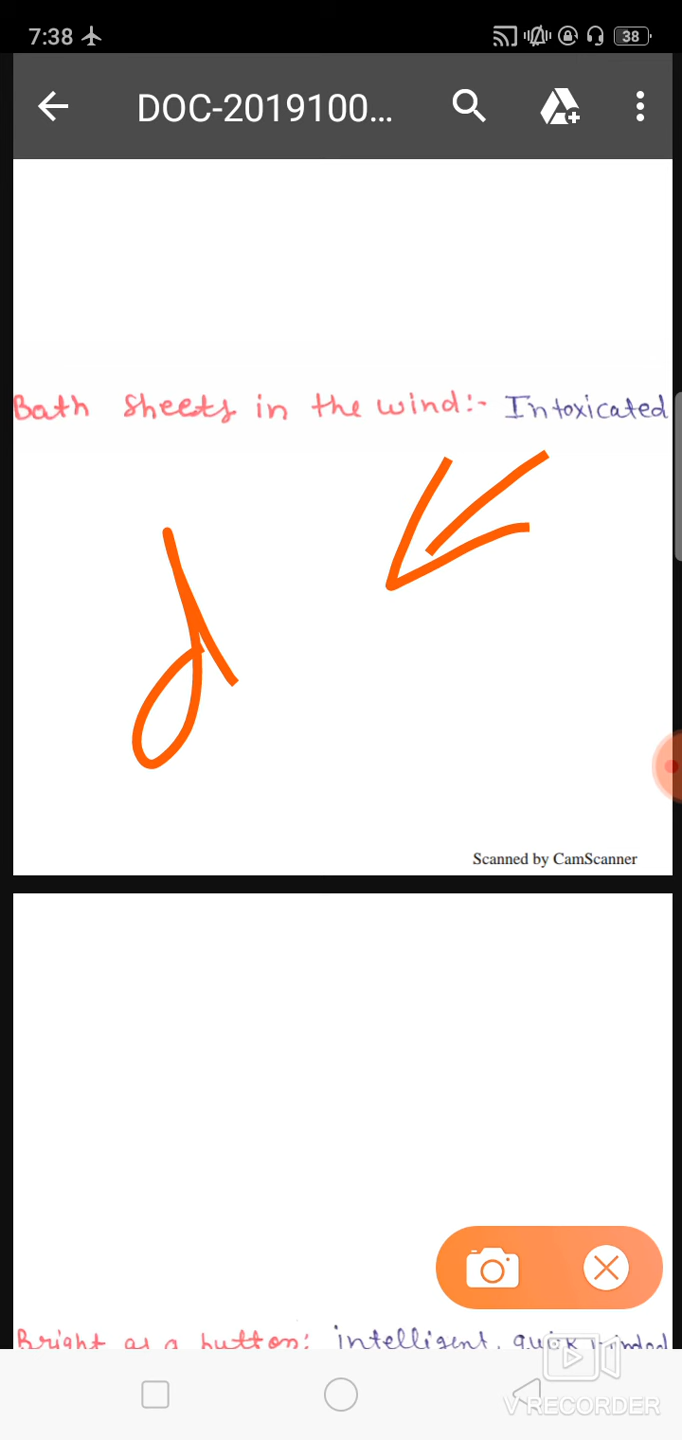 7:38
38
DOC-2019100...
Bath Sheets in the wind:- Intoxicated
Scanned by CamScanner
Bright as a button: intelligent, quick minded
V RECORDER